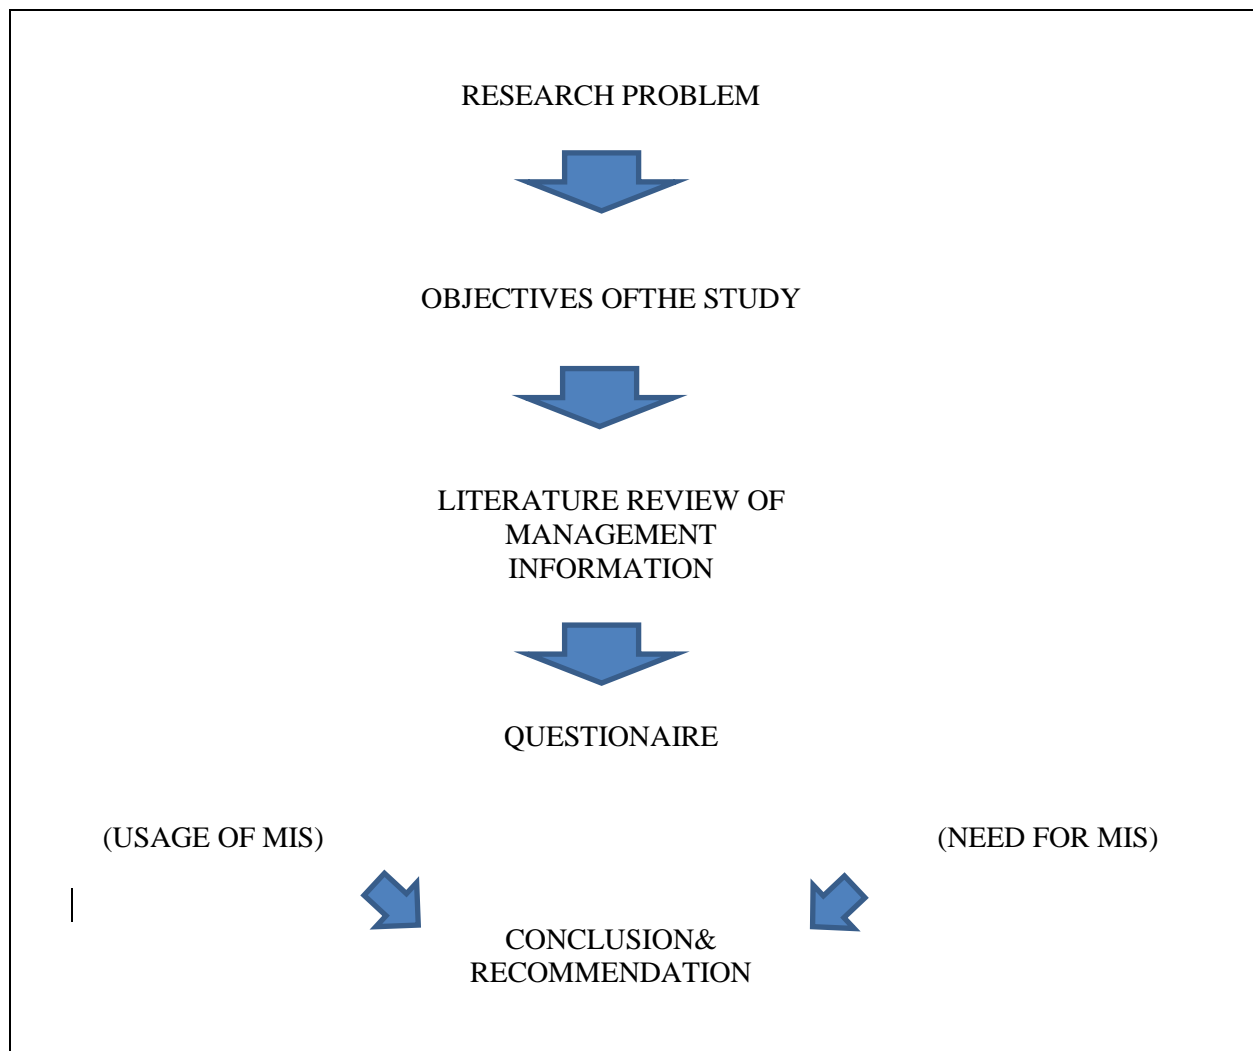 RESEARCH PROBLEM
OBJECTIVES OFTHE STUDY
LITERATURE REVIEW OF
MANAGEMENT
INFORMATION
QUESTIONAIRE
(USAGE OF MIS)
(NEED FOR MIS)
CONCLUSION&
RECOMMENDATION